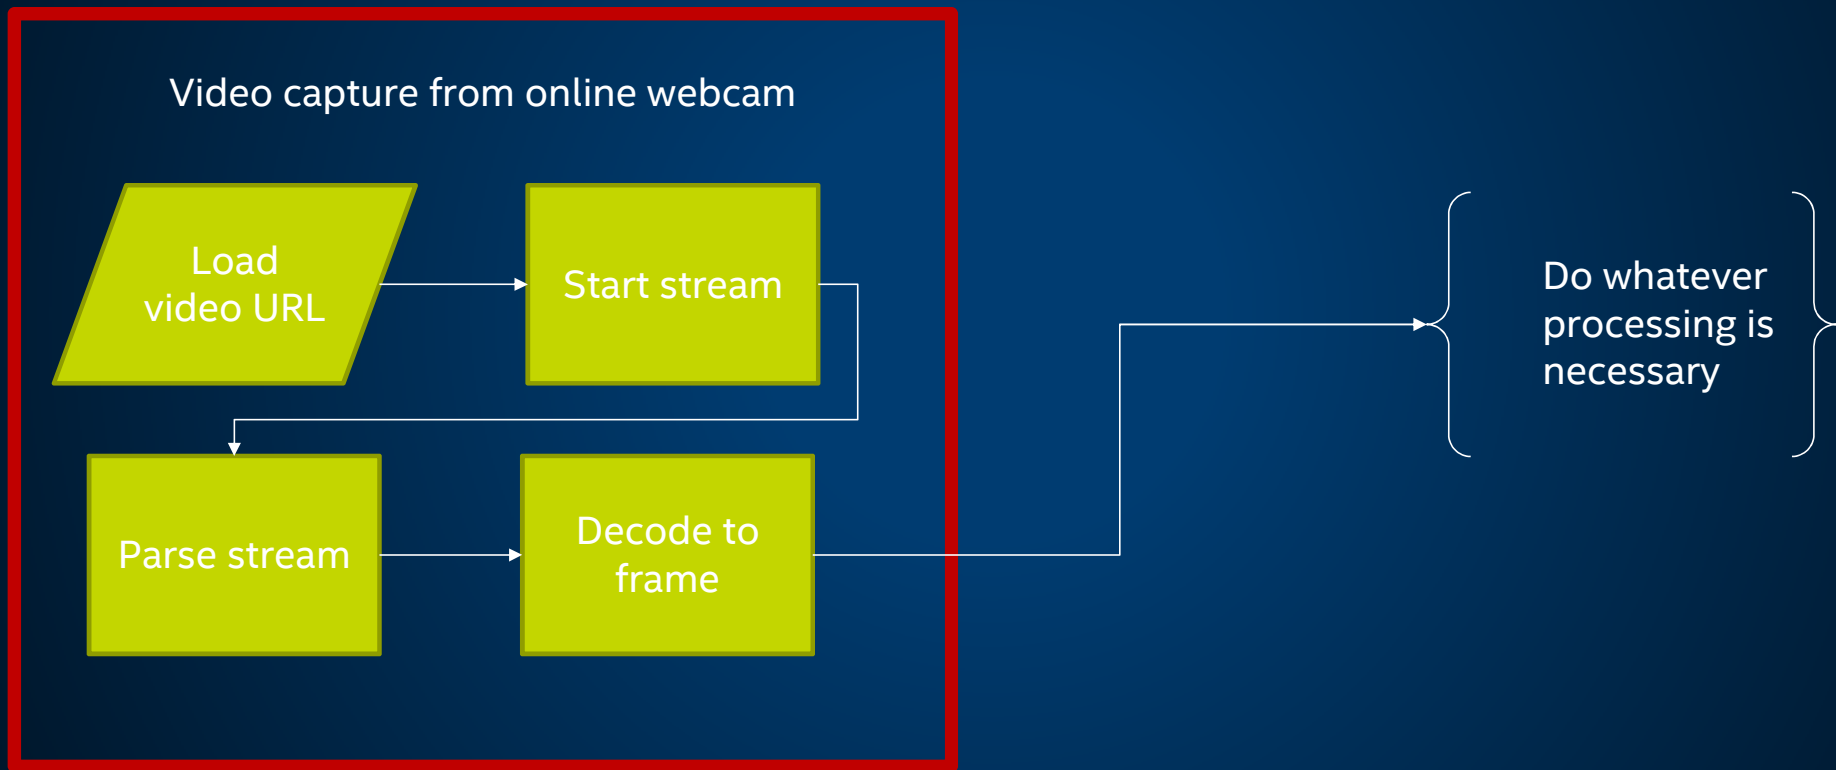 Video capture from online webcam
Load
video URL
Start stream
Parse stream
Decode to
frame
Do whatever
processing is
necessary